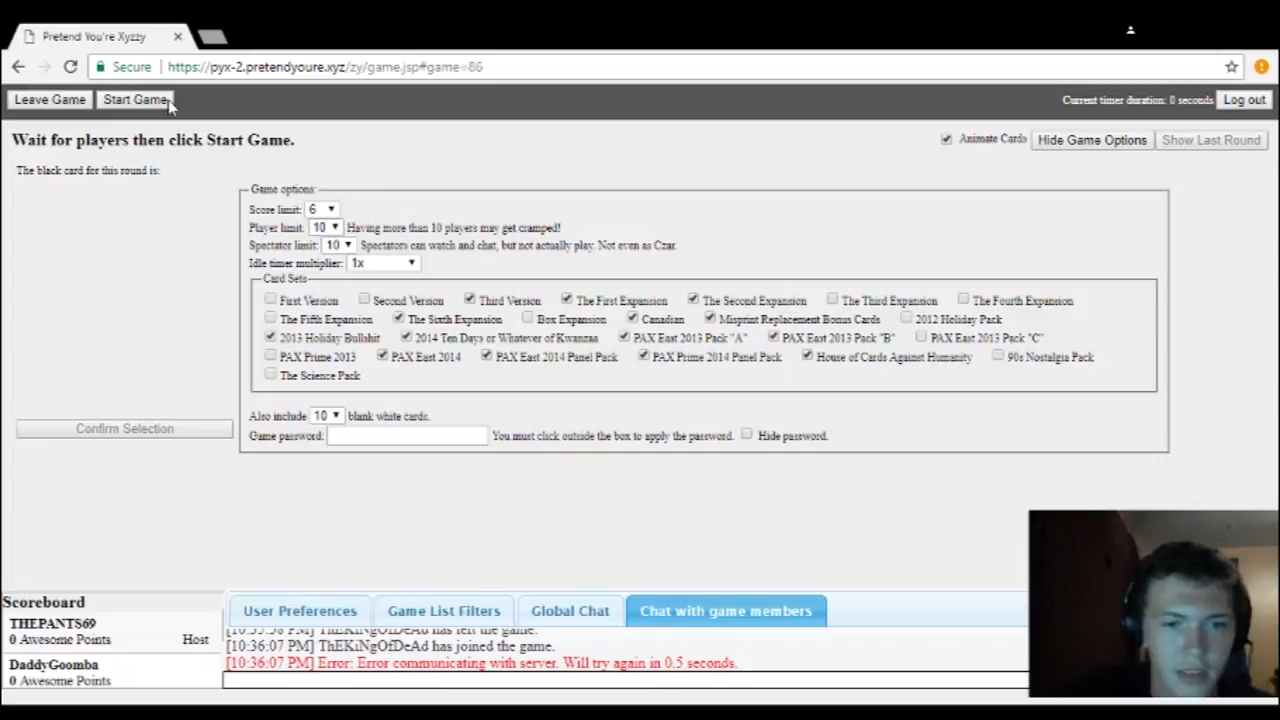 Pretend You're Xyzzy
Secure https://pyx-2.pretendyoure.xyz/zy/game.jsp#game=86
Leave Game Start Game Current timer duration: 0 seconds Log out
Wait for players then click Start Game. Animate Cards Hide Game Options Show Last Round
The black card for this round is:
Game options:
Score limit: 6
Player limit: 10 Having more than 10 players may get cramped!
Spectator limit: 10 Spectators can watch and chat, but not actually play. Not even as Czar.
Idle timer multiplier: 1x
Card Sets
First Version Second Version Third Version The First Expansion The Second Expansion The Third Expansion The Fourth Expansion
The Fifth Expansion The Sixth Expansion Box Expansion Canadian Misprint Replacement Bonus Cards 2012 Holiday Pack
2013 Holiday Bullshit 2014 Ten Days or Whatever of Kwanzaa PAX East 2013 Pack "A" PAX East 2013 Pack "B" PAX East 2013 Pack "C"
PAX Prime 2013 PAX East 2014 PAX East 2014 Panel Pack PAX Prime 2014 Panel Pack House of Cards Against Humanity 90s Nostalgia Pack
The Science Pack
Also include 10 blank white cards.
Confirm Selection
Game password: You must click outside the box to apply the password. Hide password.
Scoreboard
User Preferences Game List Filters Global Chat Chat with game members
THEPANTS69
0 Awesome Points Host
DaddyGoomba
0 Awesome Points
[10:35:58 PM] ThEKiNgOfDeAd has left the game.
[10:36:07 PM] ThEKiNgOfDeAd has joined the game.
[10:36:07 PM] Error: Error communicating with server. Will try again in 0.5 seconds.